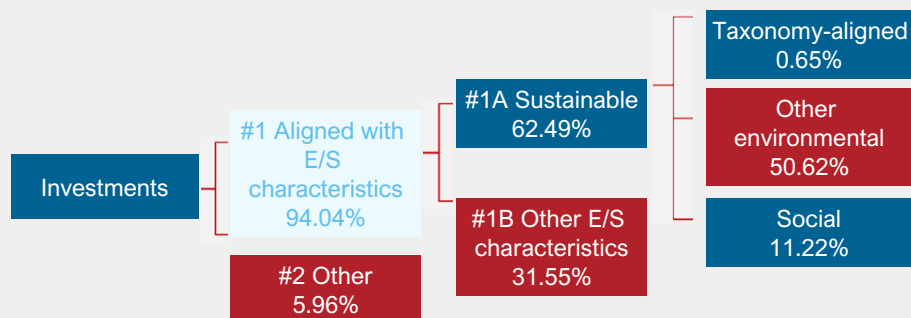 Investments
#1 Aligned with
E/S
characteristics
94.04%
#2 Other
5.96%
#1A Sustainable
62.49%
#1B Other E/S
characteristics
31.55%
Taxonomy-aligned
0.65%
Other
environmental
50.62%
Social
11.22%